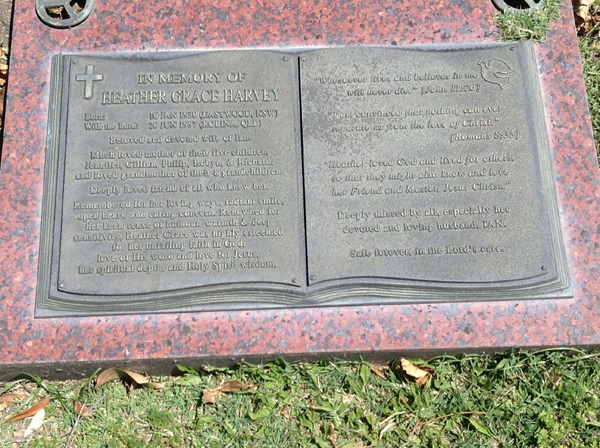 IN MEMORY OF
HEATHER GRACE HARVEY
Born: 10 JAN 1930 (EASTWOOD, NSW)
With the Lord: 20 JUN 1997 (BUDERIM, QLD)
Beloved and devoted wife of Ian.
Much loved mother of their five children,
Jennifer, Gillian, Philip, Robyn, & Richard;
and loved grandmother of their 8 grandchildren.
Deeply loved friend of all who knew her.
Remembered for her loving ways, radiant smile,
open heart, and caring concern. Renowned for
her keen sense of humour, warmth & deep
sensitivity, Heather Grace was highly esteemed
for her unfailing faith in God,
love of His word and love for Jesus,
her spiritual depth, and Holy Spirit wisdom.
"Whosoever lives and believes in me
will never die." [John 11:26]
"I am convinced that nothing can ever
separate us from the love of Christ."
[Romans 8:35]
"Heather loved God and lived for others,
so that they might also know and love
her Friend and Master, Jesus Christ."
Deeply missed by all, especially her
devoted and loving husband, IAN.
Safe forever, in the Lord's care.